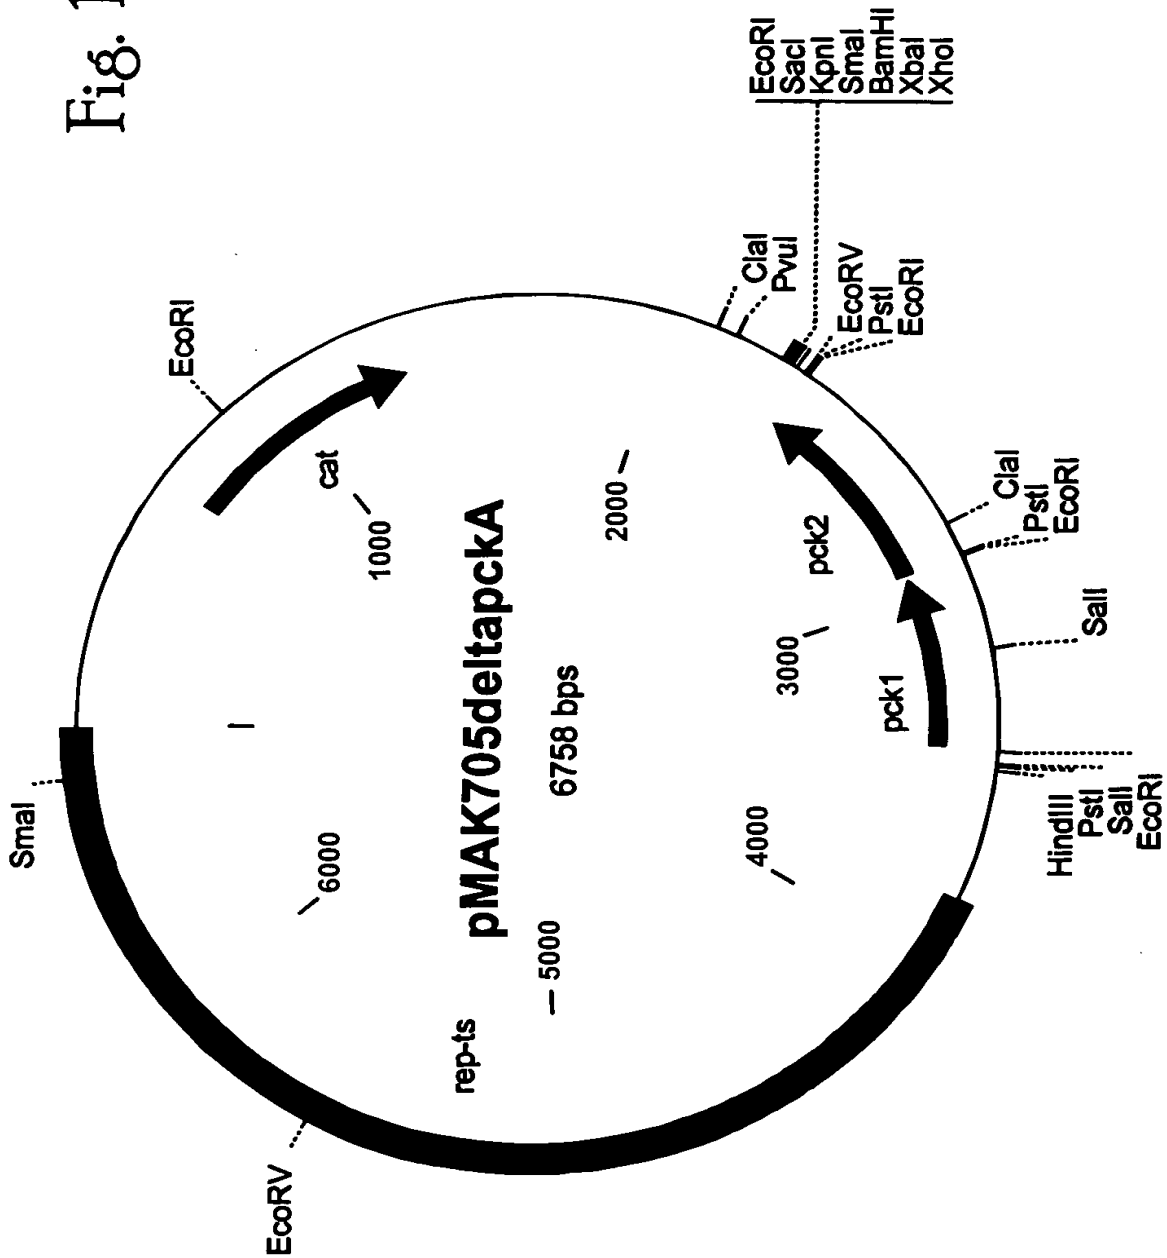 Fig. 1
EcoRI
SacI
KpnI
SmaI
BamHI
XbaI
XhoI
ClaI
PvuI
EcoRV
PstI
EcoRI
EcoRI
cat
1000
2000
pMAK705deltapckA
6758 bps
pck2
ClaI
PstI
EcoRI
SalI
3000
pck1
SmaI
6000
5000
4000
rep-ts
HindIII
PstI
SalI
EcoRI
EcoRV